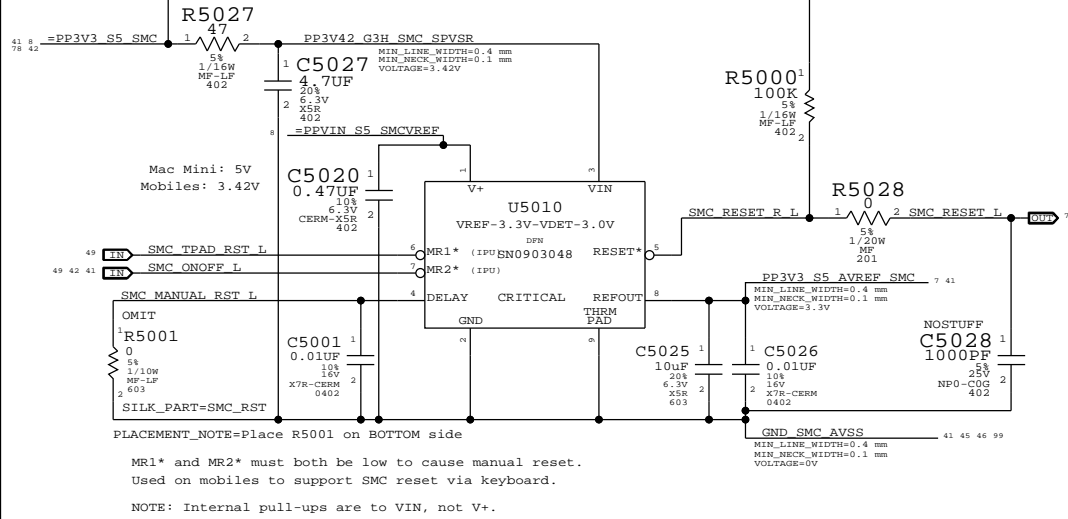 R5027
47
41 8
78 42
=PP3V3_S5_SMC
1
2
5%
1/16W
MF-LF
402
PP3V42_G3H_SMC_SPVSR
MIN_LINE_WIDTH=0.4 mm
MIN_NECK_WIDTH=0.1 mm
VOLTAGE=3.42V
1
C5027
4.7UF
20%
6.3V
X5R
402
2
8
=PPVIN_S5_SMCVREF
R5000
1
100K
5%
1/16W
MF-LF
402
2
Mac Mini: 5V
Mobiles: 3.42V
C5020
1
0.47UF
10%
6.3V
CERM-X5R
402
2
1
3
V+
VIN
U5010
VREF-3.3V-VDET-3.0V
DFN
SN0903048
6
MR1*
(IPU)
7
MR2*
(IPU)
RESET*
5
4
DELAY
CRITICAL
REFOUT
8
GND
THRM
PAD
2
9
49
IN
SMC_TPAD_RST_L
49 42 41
IN
SMC_ONOFF_L
SMC_MANUAL_RST_L
SMC_RESET_R_L
R5028
0
1
2
5%
1/20W
MF
201
SMC_RESET_L
OUT
7
PP3V3_S5_AVREF_SMC
7 41
MIN_LINE_WIDTH=0.4 mm
MIN_NECK_WIDTH=0.1 mm
VOLTAGE=3.3V
OMIT
1
R5001
0
5%
1/10W
MF-LF
603
2
SILK_PART=SMC_RST
C5001
1
0.01UF
10%
16V
X7R-CERM
0402
2
C5025
1
10uF
20%
6.3V
X5R
603
2
1
C5026
0.01UF
10%
16V
X7R-CERM
0402
2
NOSTUFF
C5028
1
1000PF
5%
25V
NP0-C0G
402
2
GND_SMC_AVSS
41 45 46 99
MIN_LINE_WIDTH=0.4 mm
MIN_NECK_WIDTH=0.1 mm
VOLTAGE=0V
PLACEMENT_NOTE=Place R5001 on BOTTOM side
MR1* and MR2* must both be low to cause manual reset.
Used on mobiles to support SMC reset via keyboard.
NOTE: Internal pull-ups are to VIN, not V+.